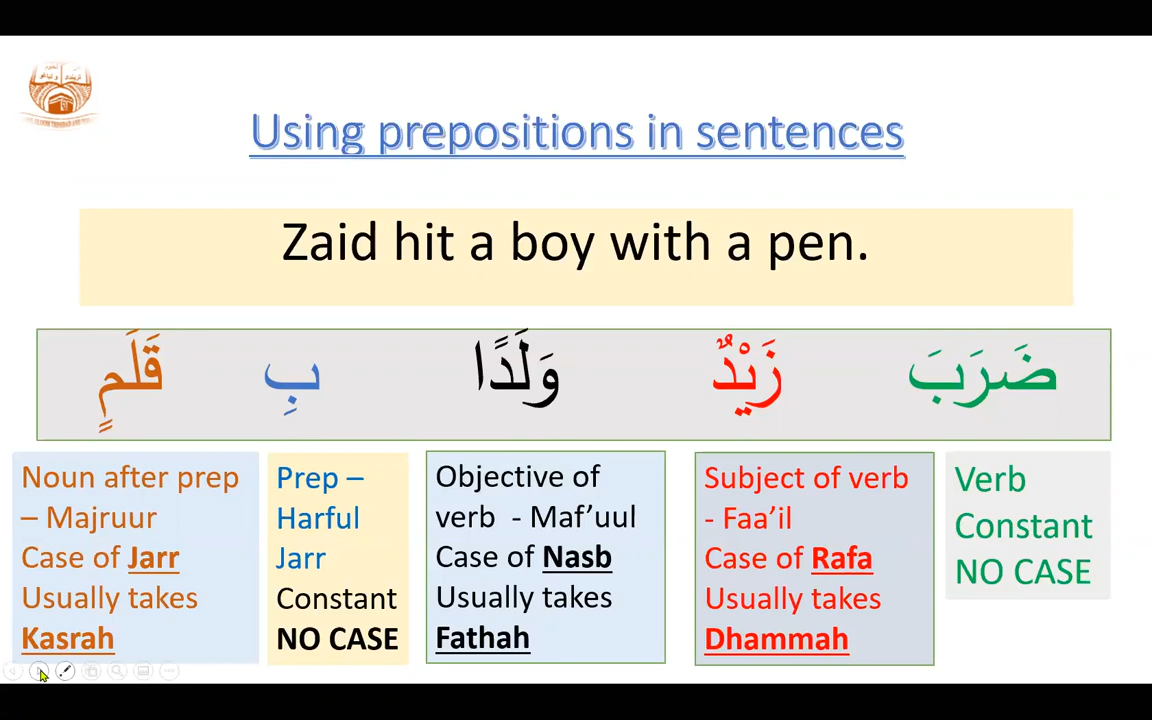 Using prepositions in sentences
Zaid hit a boy with a pen.
ضَرَبَ زَيْدٌ وَلَدًا بِ قَلَمٍ
Verb
Constant
NO CASE
Subject of verb
- Faa’il
Case of Rafa
Usually takes
Dhammah
Objective of
verb - Maf’uul
Case of Nasb
Usually takes
Fathah
Prep –
Harful
Jarr
Constant
NO CASE
Noun after prep
– Majruur
Case of Jarr
Usually takes
Kasrah